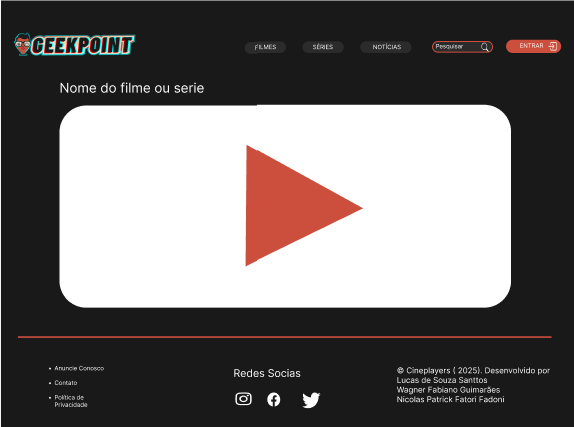 GEEKPOINT
FILMES
SÉRIES
NOTÍCIAS
Pesquisar
ENTRAR
Nome do filme ou serie
Anuncie Conosco
Contato
Política de
Privacidade
Redes Socias
© Cineplayers ( 2025). Desenvolvido por
Lucas de Souza Santtos
Wagner Fabiano Guimarães
Nicolas Patrick Fatori Fadoni